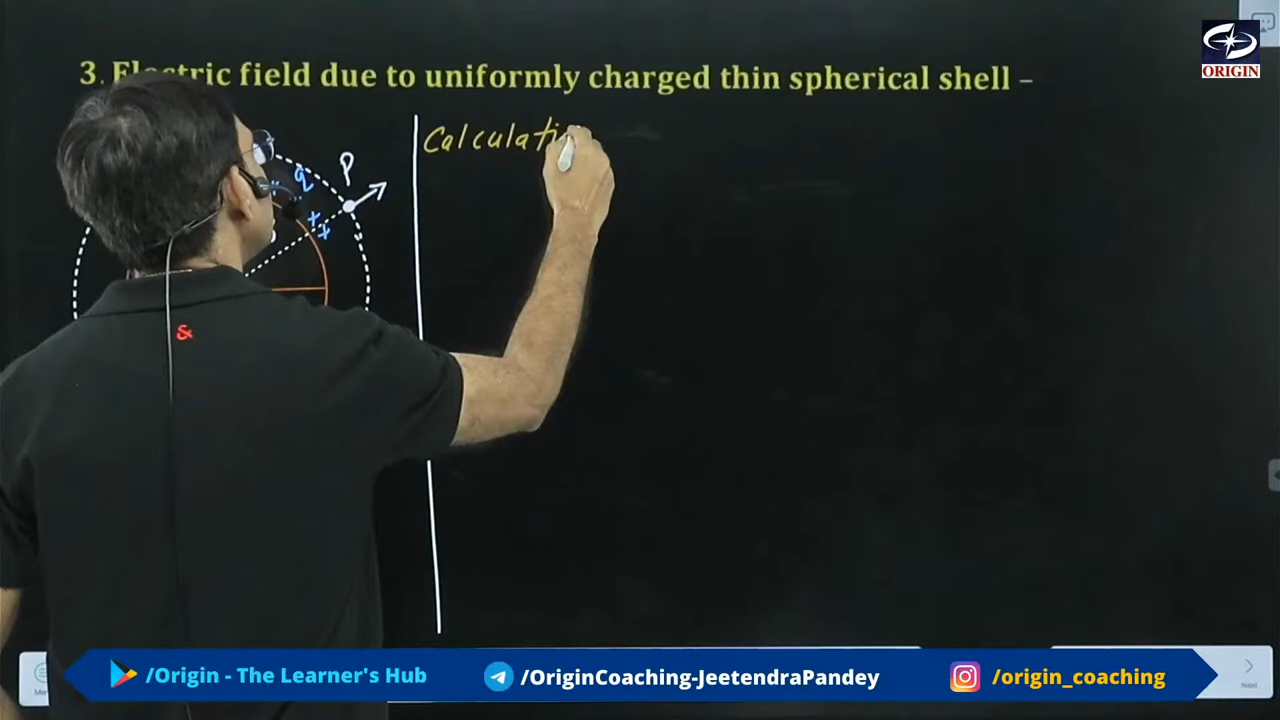 3. Electric field due to uniformly charged thin spherical shell –
Calculati
P
q
&
ORIGIN
/Origin - The Learner's Hub
/OriginCoaching-JeetendraPandey
/origin_coaching